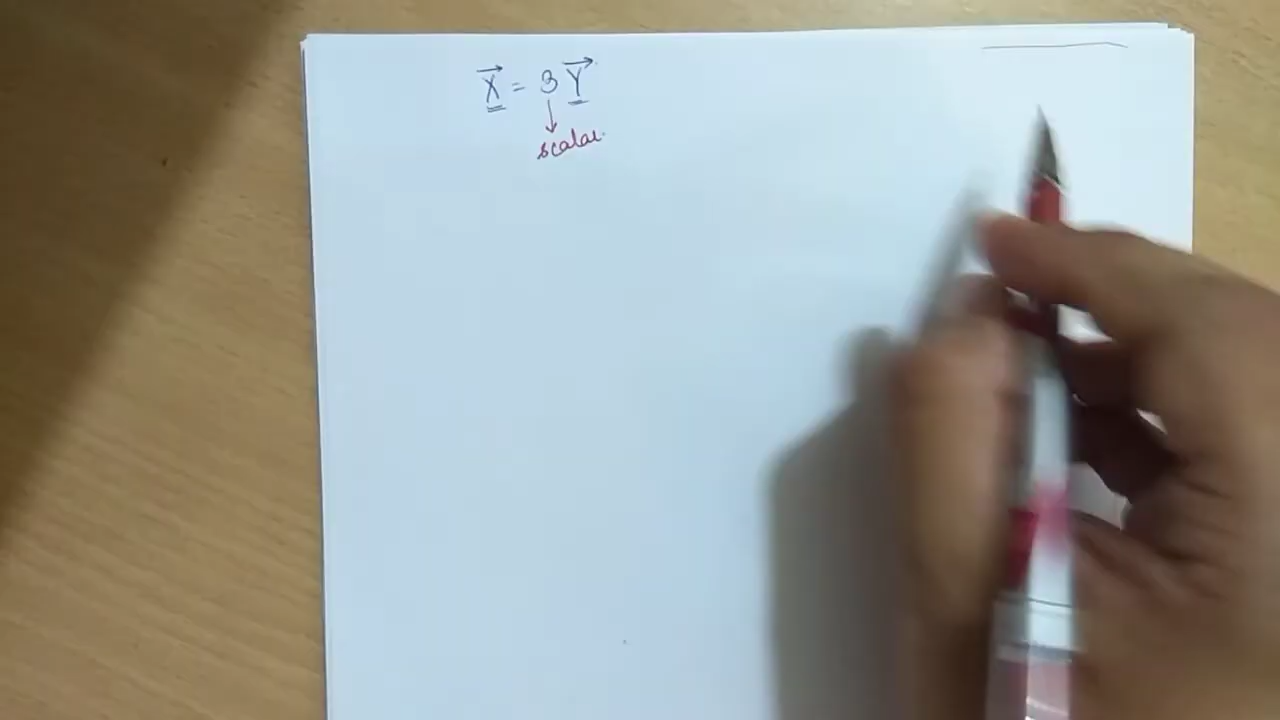 X⃗ = 3 Y⃗
↓
scalar